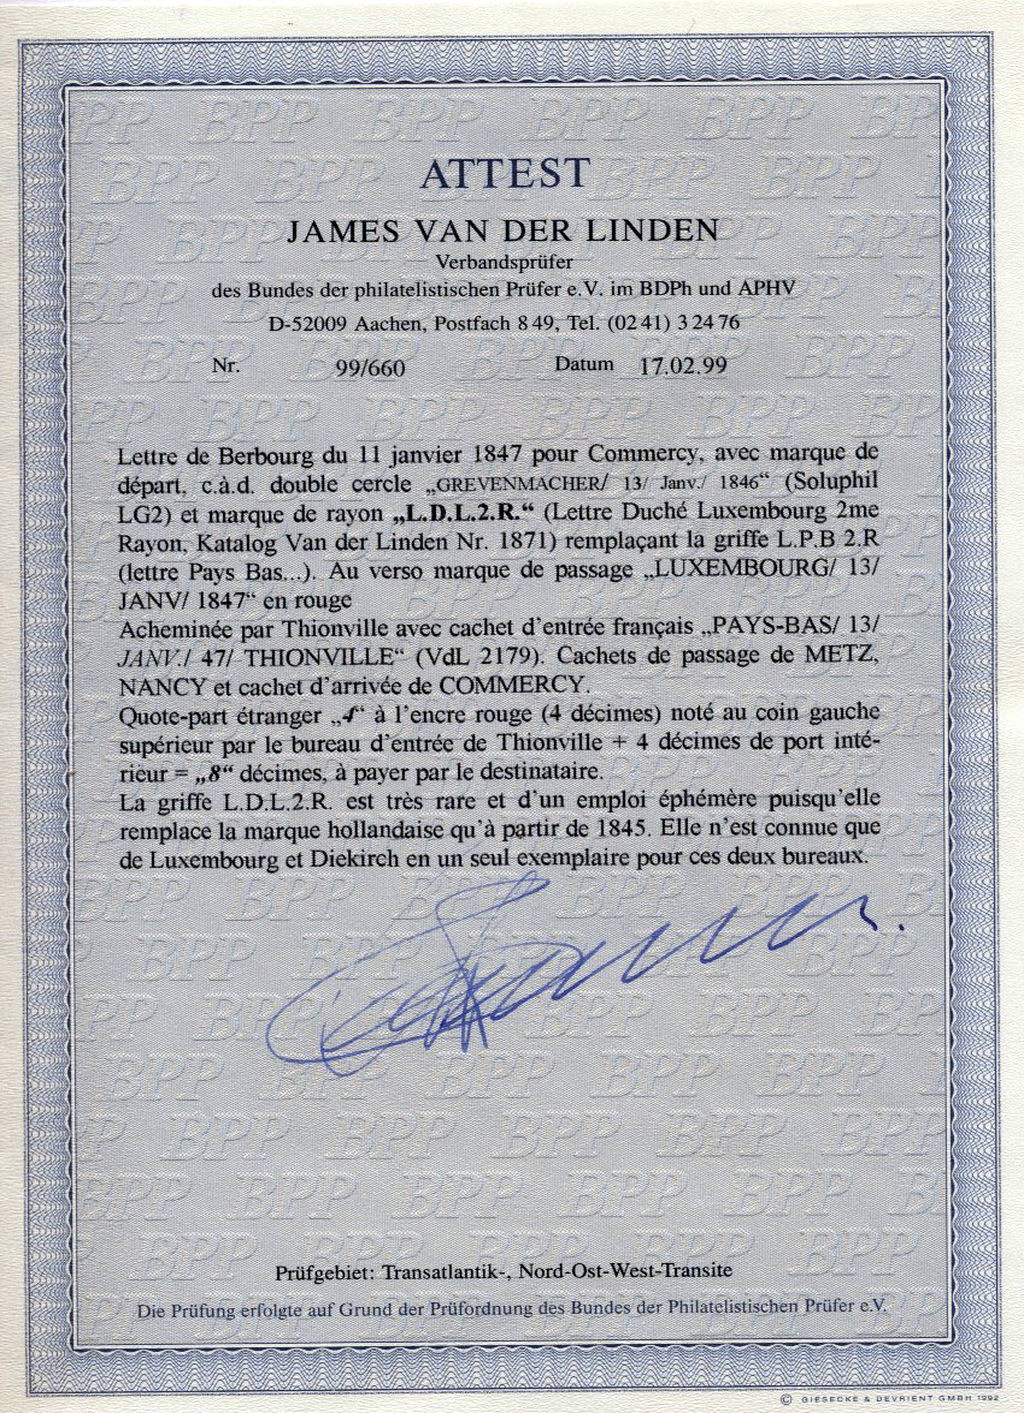 ATTEST
JAMES VAN DER LINDEN
Verbandsprüfer
des Bundes der philatelistischen Prüfer e.V. im BDPh und APHV
D-52009 Aachen, Postfach 8 49, Tel. (02 41) 3 24 76
Nr. 99/660 Datum 17.02.99
Lettre de Berbourg du 11 janvier 1847 pour Commercy, avec marque de
départ, c.à.d. double cercle „GREVENMACHER/ 13/ Janv./ 1846“ (Soluphil
LG2) et marque de rayon „L.D.L.2.R.“ (Lettre Duché Luxembourg 2me
Rayon, Katalog Van der Linden Nr. 1871) remplaçant la griffe L.P.B 2.R
(lettre Pays Bas...). Au verso marque de passage „LUXEMBOURG/ 13/
JANV/ 1847“ en rouge
Acheminée par Thionville avec cachet d'entrée français „PAYS-BAS/ 13/
JANV./ 47/ THIONVILLE“ (VdL 2179). Cachets de passage de METZ,
NANCY et cachet d'arrivée de COMMERCY.
Quote-part étranger „4“ à l'encre rouge (4 décimes) noté au coin gauche
supérieur par le bureau d'entrée de Thionville + 4 décimes de port inté-
rieur = „8“ décimes, à payer par le destinataire.
La griffe L.D.L.2.R. est très rare et d'un emploi éphémère puisqu'elle
remplace la marque hollandaise qu'à partir de 1845. Elle n'est connue que
de Luxembourg et Diekirch en un seul exemplaire pour ces deux bureaux.
Prüfgebiet: Transatlantik-, Nord-Ost-West-Transite
Die Prüfung erfolgte auf Grund der Prüfordnung des Bundes der Philatelistischen Prüfer e.V.
© GIESECKE & DEVRIENT GMBH 1992